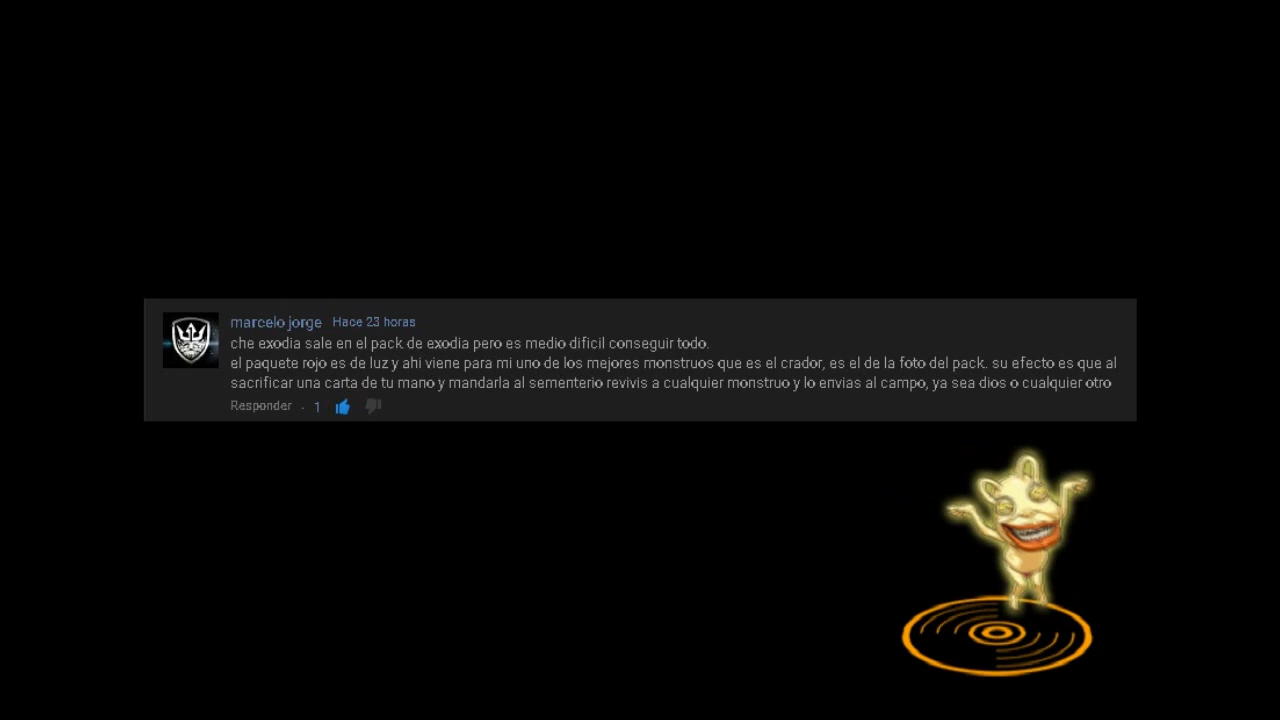 marcelo jorge Hace 23 horas
che exodia sale en el pack de exodia pero es medio dificil conseguir todo.
el paquete rojo es de luz y ahi viene para mi uno de los mejores monstruos que es el crador, es el de la foto del pack. su efecto es que al
sacrificar una carta de tu mano y mandarla al sementerio revivis a cualquier monstruo y lo envias al campo, ya sea dios o cualquier otro
Responder · 1